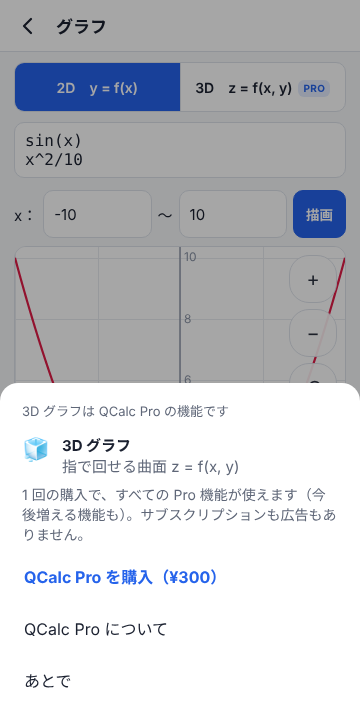 グラフ
2D y = f(x)
3D z = f(x, y) PRO
sin(x)
x^2/10
x： -10 〜 10 描画
10
+
8
−
6
3D グラフは QCalc Pro の機能です
3D グラフ
指で回せる曲面 z = f(x, y)
1 回の購入で、すべての Pro 機能が使えます（今
後増える機能も）。サブスクリプションも広告もあ
りません。
QCalc Pro を購入（¥300）
QCalc Pro について
あとで